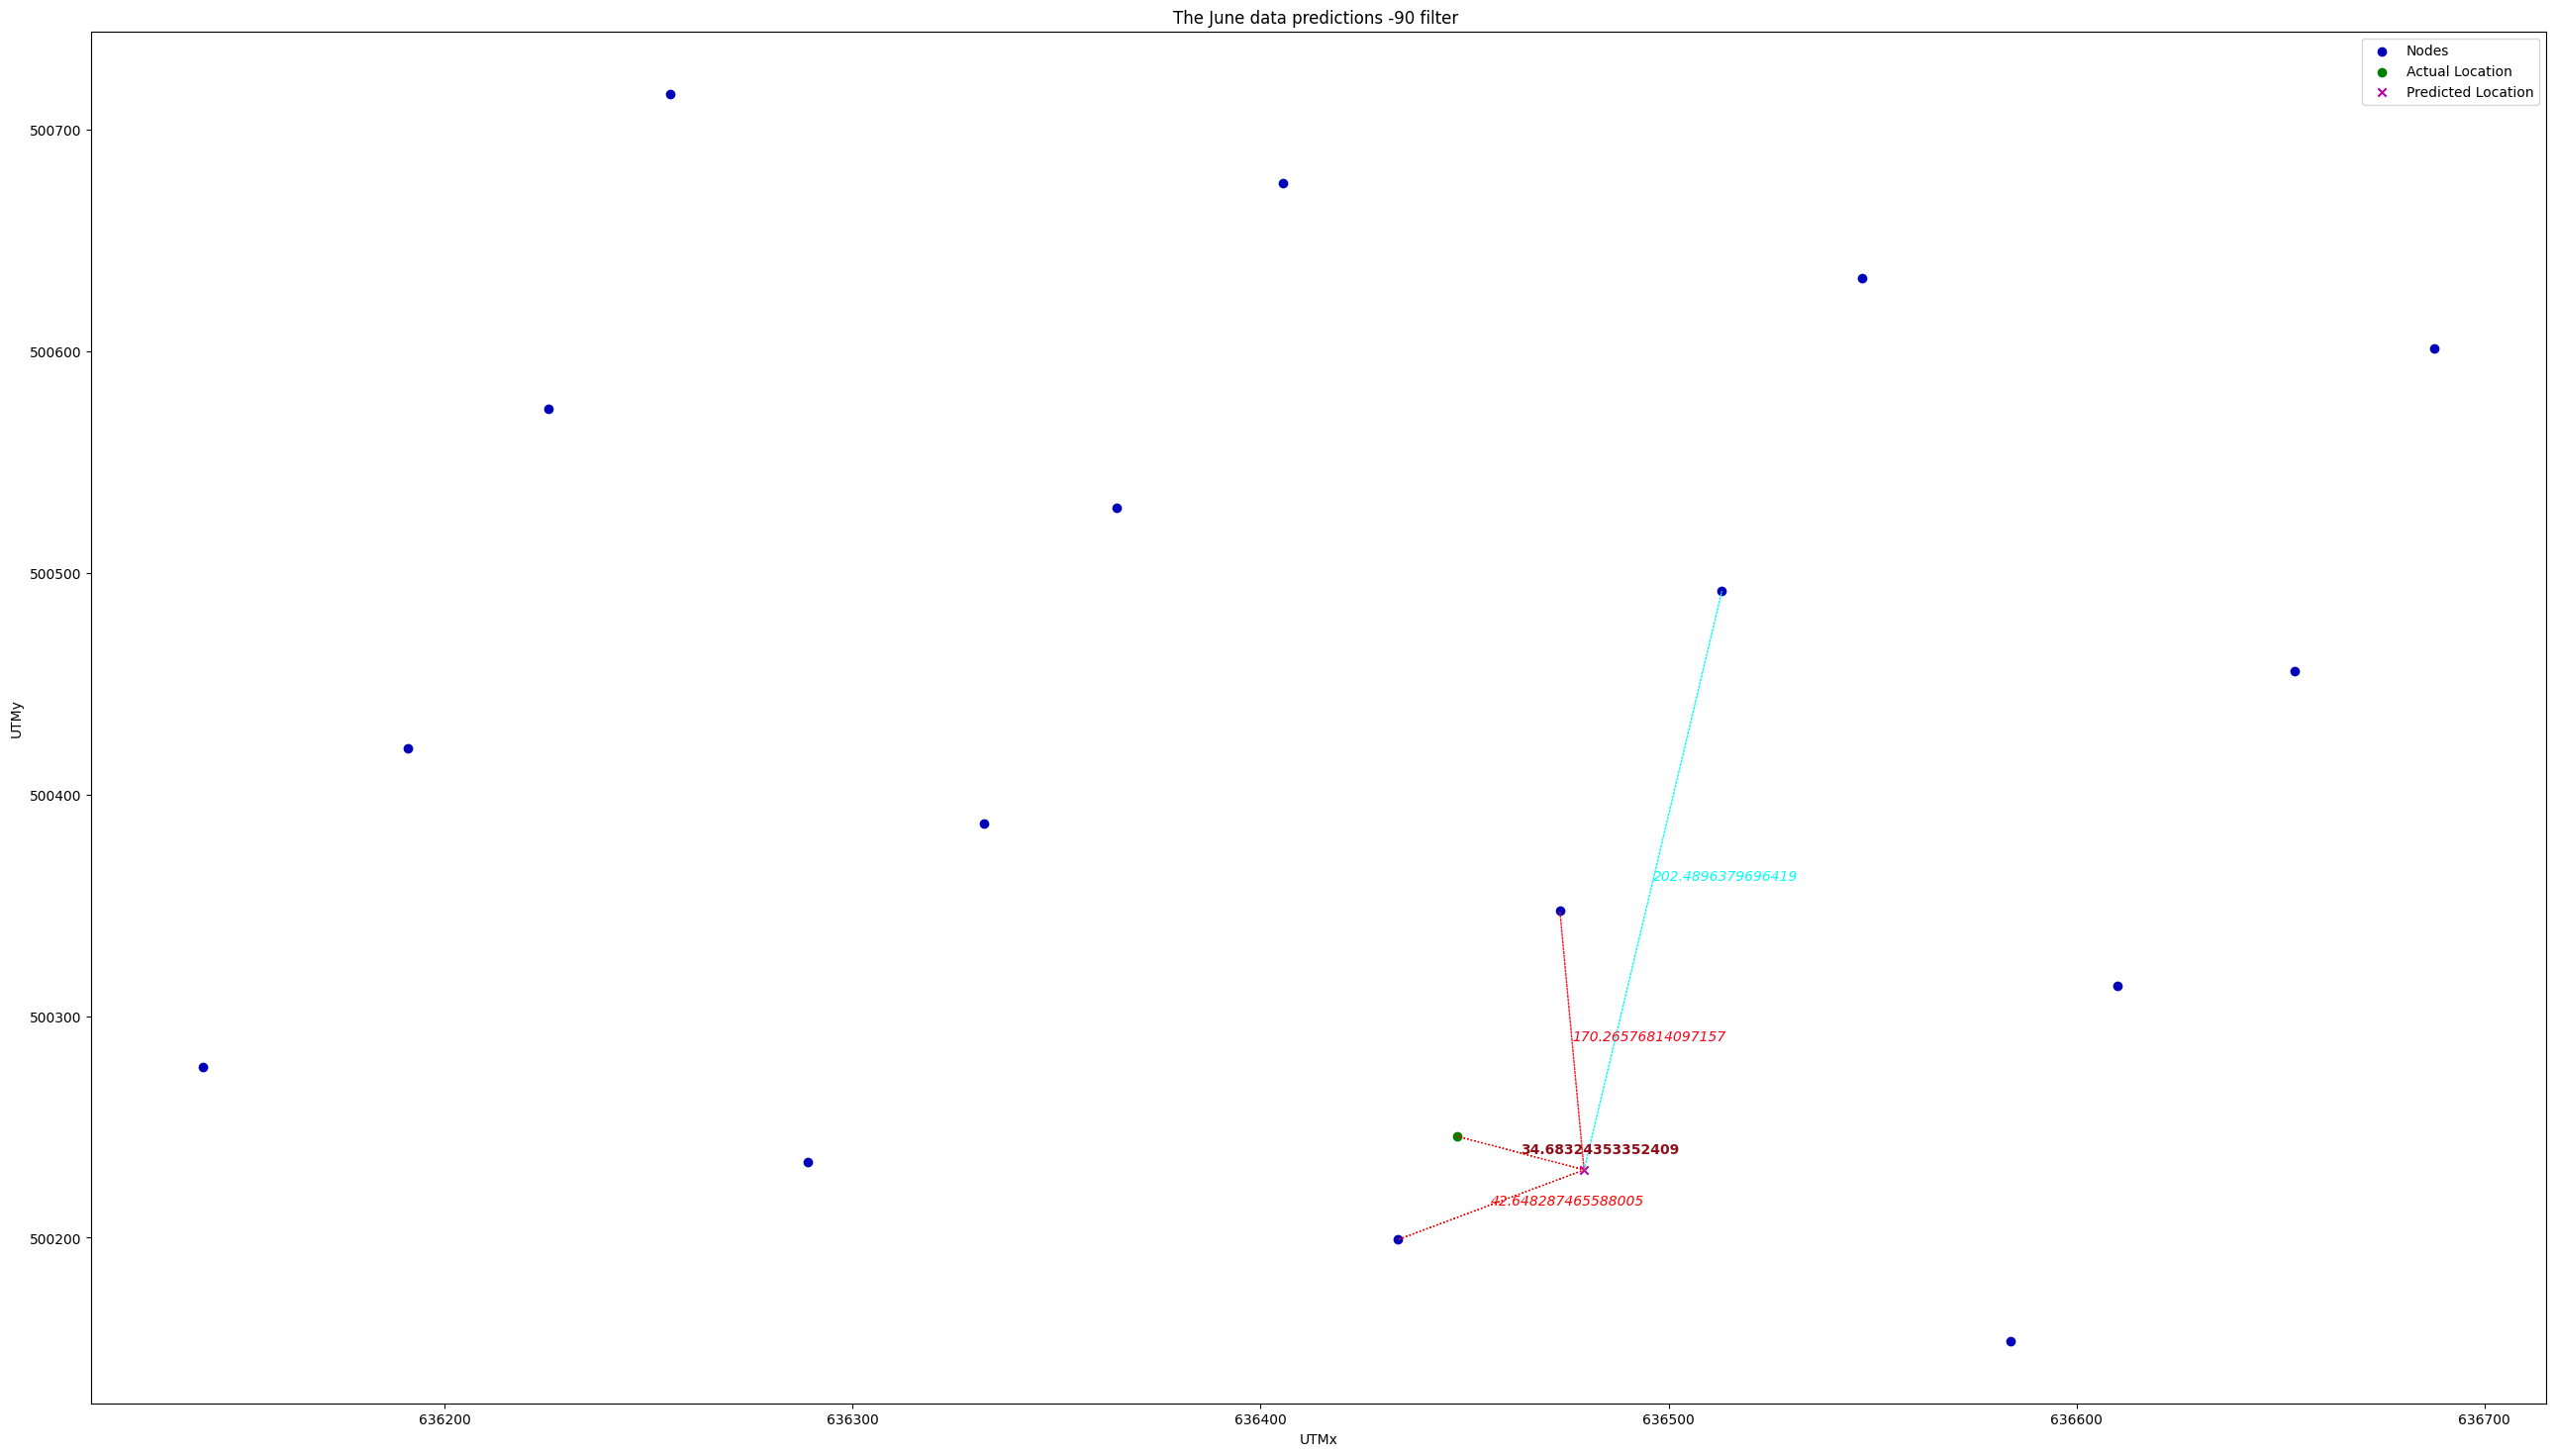 The June data predictions -90 filter
Nodes
Actual Location
Predicted Location
500700
500600
500500
500400
500300
500200
UTMy
202.4896379696419
170.26576814097157
34.68324353352409
42.648287465588005
636200
636300
636400
636500
636600
636700
UTMx